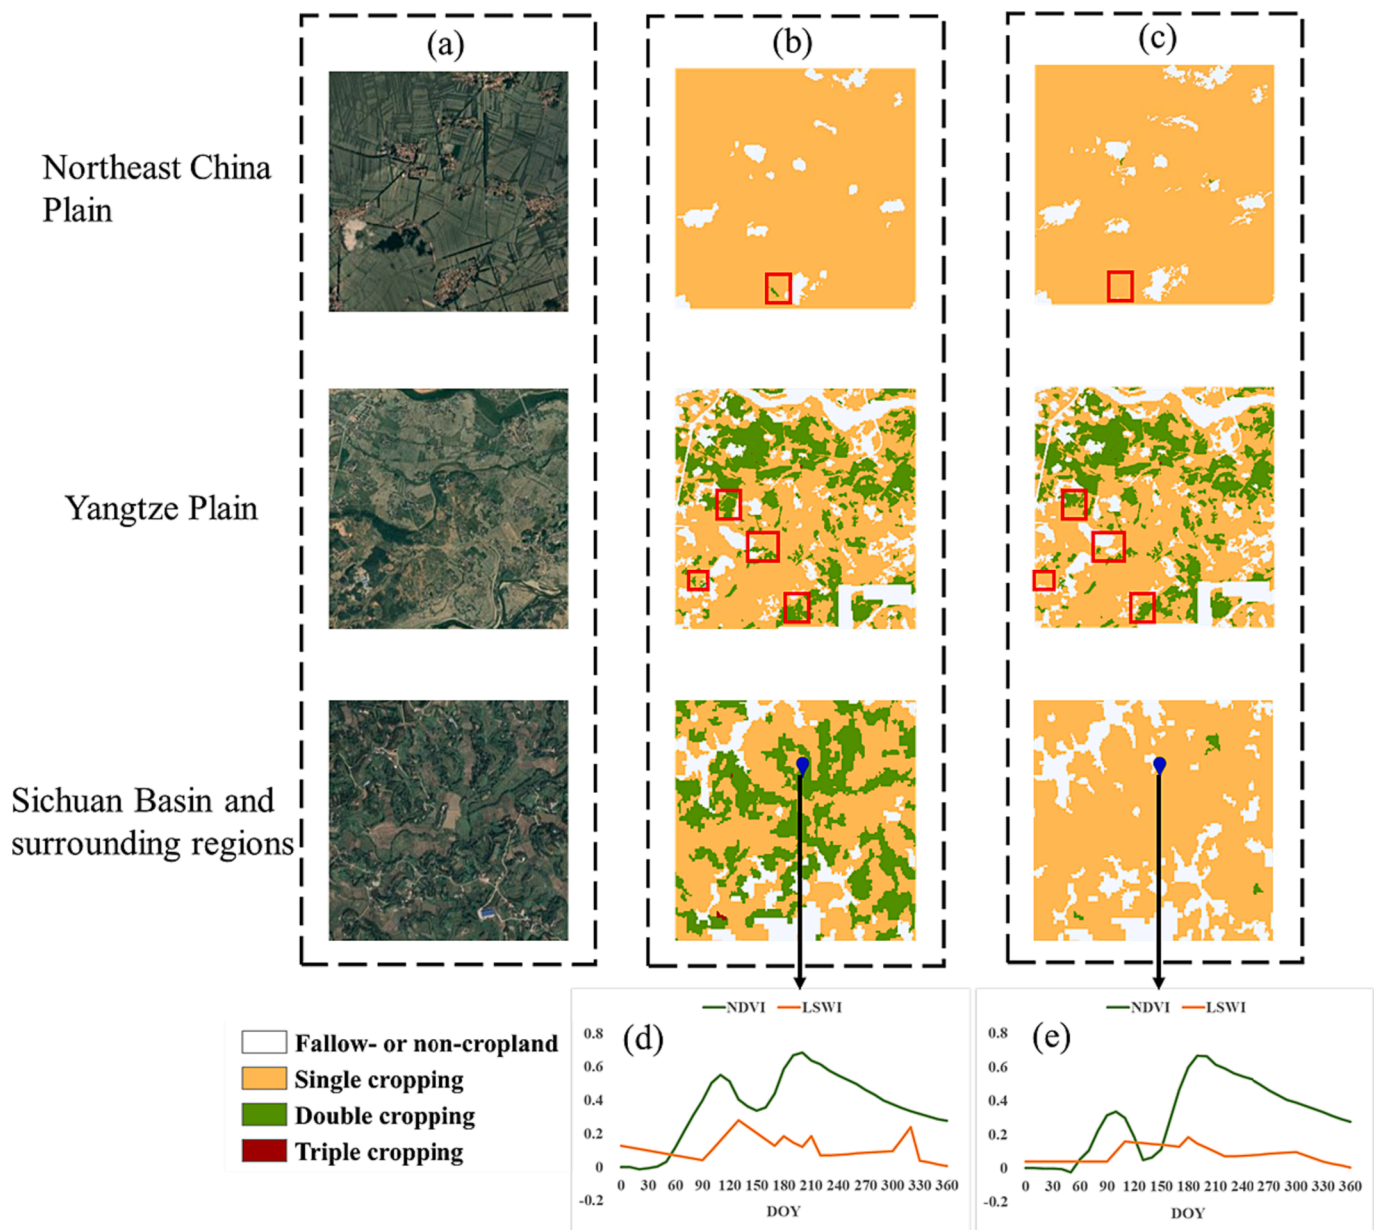 (a)
(b)
(c)
Northeast China
Plain
Yangtze Plain
Sichuan Basin and
surrounding regions
Fallow- or non-cropland
Single cropping
Double cropping
Triple cropping
NDVI LSWI
(d)
0.8
0.6
0.4
0.2
0
-0.2
0 30 60 90 120 150 180 210 240 270 300 330 360
DOY
NDVI LSWI
(e)
0.8
0.6
0.4
0.2
0
-0.2
0 30 60 90 120 150 180 210 240 270 300 330 360
DOY